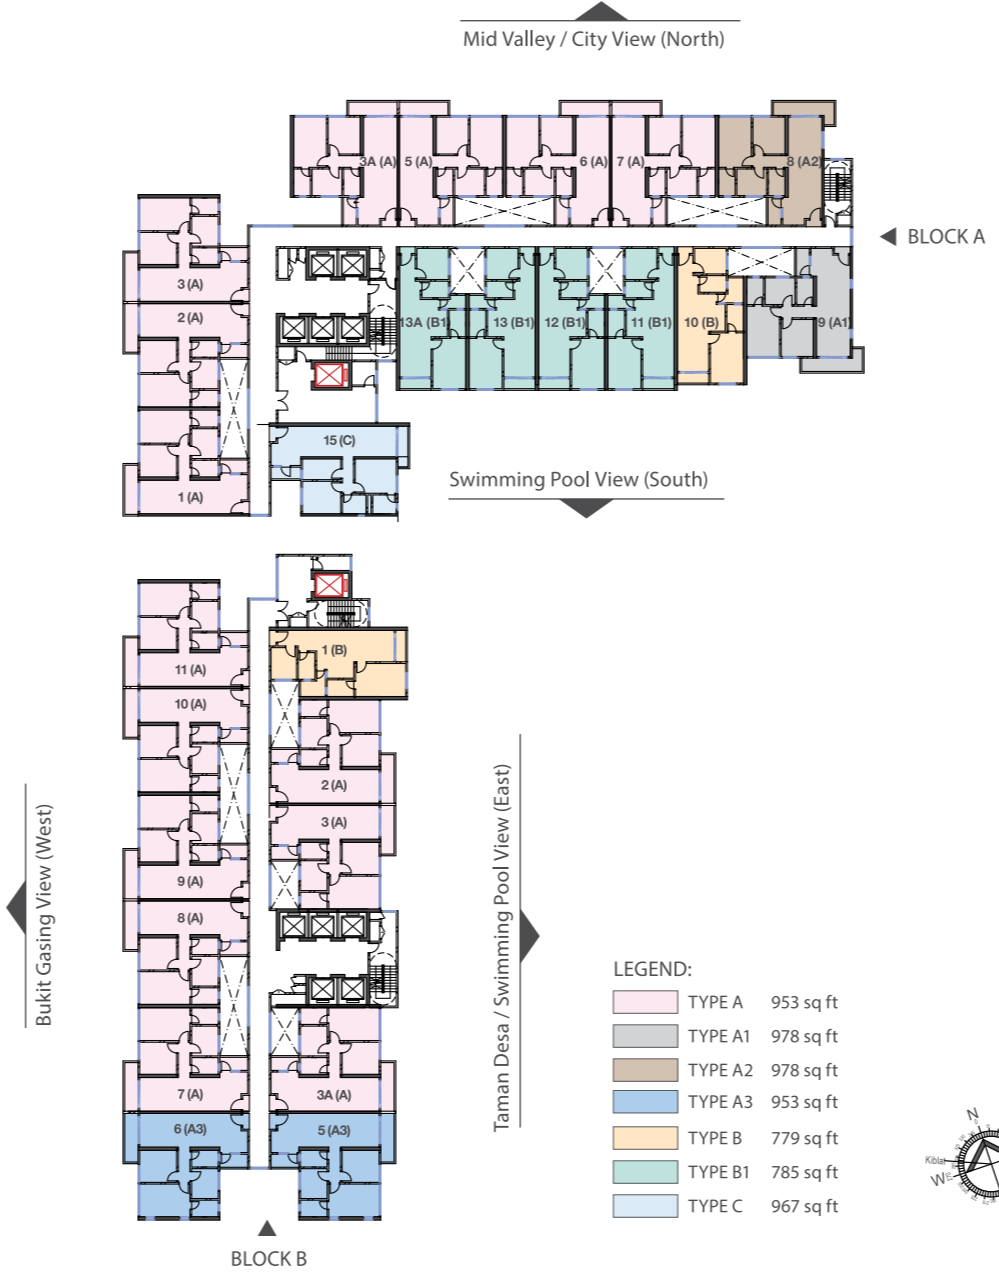 Mid Valley / City View (North)
3A (A)
5 (A)
6 (A)
7 (A)
8 (A2)
BLOCK A
3 (A)
2 (A)
13A (B1
13 (B1)
12 (B1)
11 (B1)
10 (B)
9 (A1)
15 (C)
1 (A)
Swimming Pool View (South)
1 (B)
11 (A)
10 (A)
2 (A)
3 (A)
9 (A)
8 (A)
Bukit Gasing View (West)
Taman Desa / Swimming Pool View (East)
7 (A)
3A (A)
6 (A3)
5 (A3)
BLOCK B
LEGEND:
TYPE A 953 sq ft
TYPE A1 978 sq ft
TYPE A2 978 sq ft
TYPE A3 953 sq ft
TYPE B 779 sq ft
TYPE B1 785 sq ft
TYPE C 967 sq ft
N
Kiblat
W